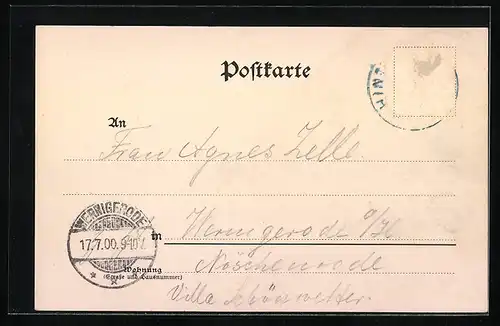 Postkarte
An
Frau Agnes Zelle.
WERNIGERODE
17.7.00. 9-10V.
in
Wernigerode a/H
Nöschenrode
Wohnung
(Straße und Hausnummer)
Villa Schönwetter.